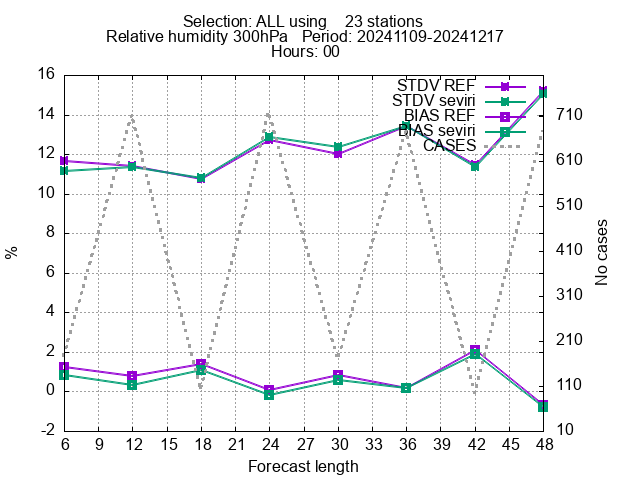 Selection: ALL using 23 stations
Relative humidity 300hPa Period: 20241109-20241217
Hours: 00
STDV REF
STDV seviri
BIAS REF
BIAS seviri
CASES
16
14
12
10
8
6
4
2
0
-2
%
710
610
510
410
310
210
110
10
No cases
6 9 12 15 18 21 24 27 30 33 36 39 42 45 48
Forecast length